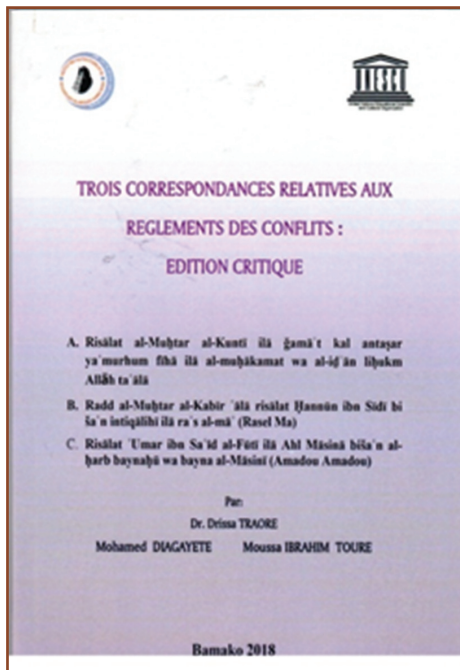 UNESCO
TROIS CORRESPONDANCES RELATIVES AUX
REGLEMENTS DES CONFLITS :
EDITION CRITIQUE
A. Risālat al-Muḫtar al-Kuntī ilā ǧamā‘t kal antaṣar
ya’murhum fīhā ilā al-muḥākamat wa al-iḏ‘ān liḥukm
Allāh ta‘ālā
B. Radd al-Muḫtar al-Kabīr ‘alā risālat Ḥannūn ibn Sīdī bi
ša’n intiqālihī ilā ra’s al-mā’ (Rasel Ma)
C. Risālat ‘Umar ibn Sa‘īd al-Fūtī ilā Ahl Māsinā biša’n al-
ḥarb baynahū wa bayna al-Māsinī (Amadou Amadou)
Par:
Dr. Drissa TRAORE
Mohamed DIAGAYETE Moussa IBRAHIM TOURE
Bamako 2018